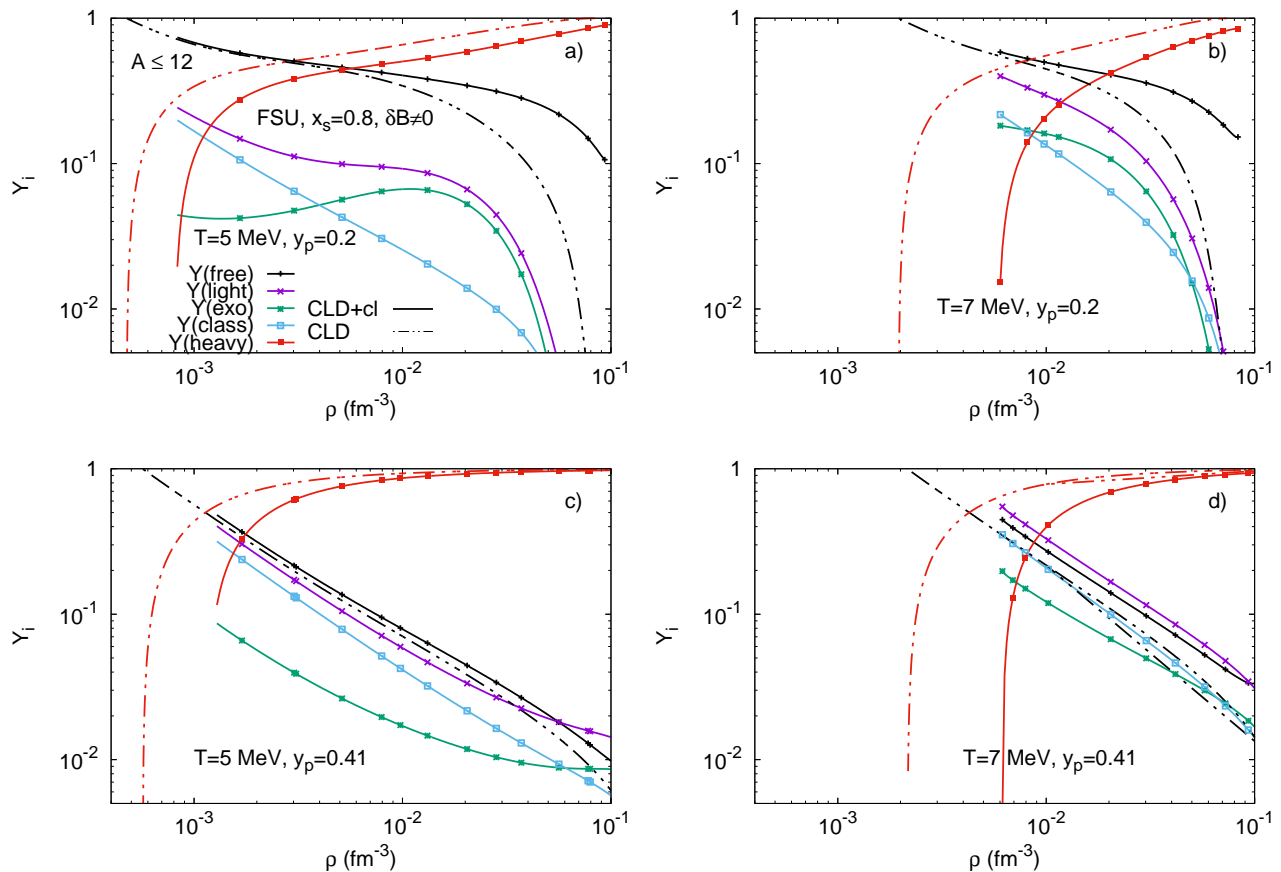 1
10⁻¹
10⁻²
Y_i
a)
A ≤ 12
FSU, x_s=0.8, δB≠0
T=5 MeV, y_p=0.2
Y(free)
Y(light)
Y(exo) CLD+cl
Y(class) CLD
Y(heavy)
10⁻³ 10⁻² 10⁻¹
ρ (fm⁻³)
1
10⁻¹
10⁻²
Y_i
b)
T=7 MeV, y_p=0.2
10⁻³ 10⁻² 10⁻¹
ρ (fm⁻³)
1
10⁻¹
10⁻²
Y_i
c)
T=5 MeV, y_p=0.41
10⁻³ 10⁻² 10⁻¹
ρ (fm⁻³)
1
10⁻¹
10⁻²
Y_i
d)
T=7 MeV, y_p=0.41
10⁻³ 10⁻² 10⁻¹
ρ (fm⁻³)